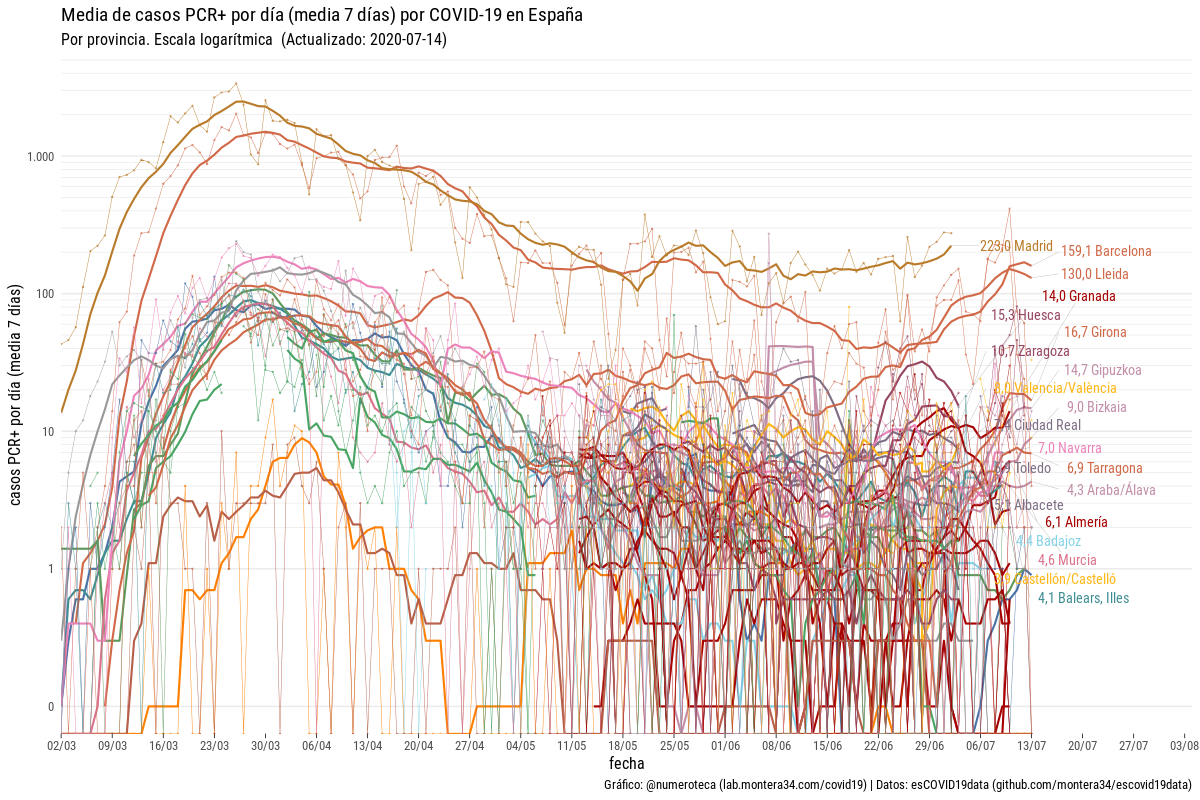 Media de casos PCR+ por día (media 7 días) por COVID-19 en España
Por provincia. Escala logarítmica (Actualizado: 2020-07-14)
casos PCR+ por día (media 7 días)
1.000
100
10
1
0
223,0 Madrid
159,1 Barcelona
130,0 Lleida
14,0 Granada
15,3 Huesca
16,7 Girona
10,7 Zaragoza
14,7 Gipuzkoa
Valencia/València
9,0 Bizkaia
Ciudad Real
7,0 Navarra
Toledo
6,9 Tarragona
4,3 Araba/Álava
Albacete
6,1 Almería
4,4 Badajoz
4,6 Murcia
Castellón/Castelló
4,1 Balears, Illes
02/03 09/03 16/03 23/03 30/03 06/04 13/04 20/04 27/04 04/05 11/05 18/05 25/05 01/06 08/06 15/06 22/06 29/06 06/07 13/07 20/07 27/07 03/08
fecha
Gráfico: @numeroteca (lab.montera34.com/covid19) | Datos: esCOVID19data (github.com/montera34/escovid19data)